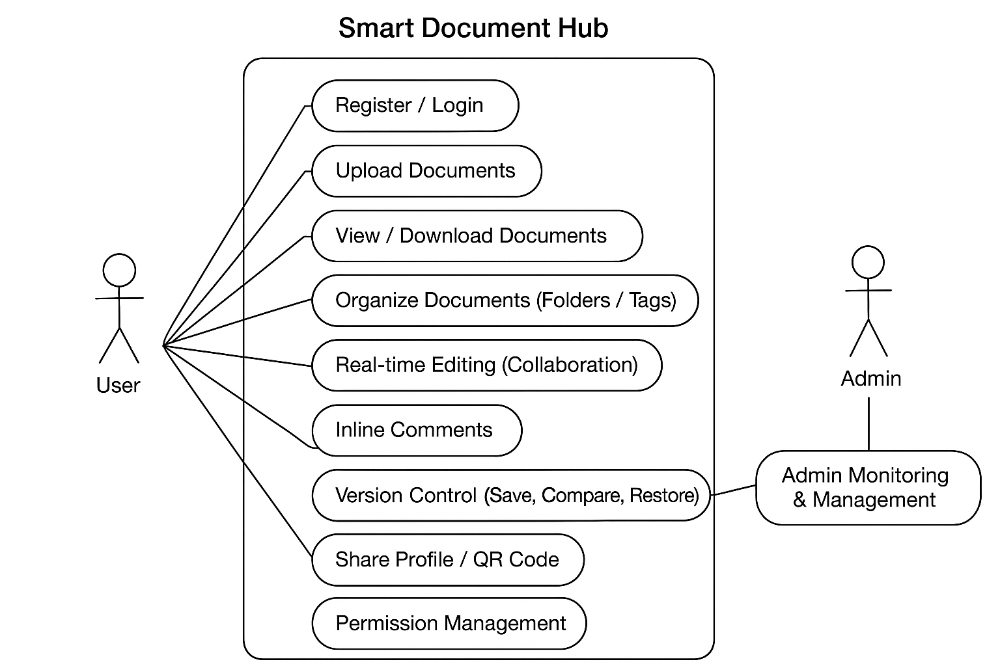 Smart Document Hub
Register / Login
Upload Documents
View / Download Documents
Organize Documents (Folders / Tags)
Real-time Editing (Collaboration)
Inline Comments
Version Control (Save, Compare, Restore)
Share Profile / QR Code
Permission Management
User
Admin
Admin Monitoring
& Management